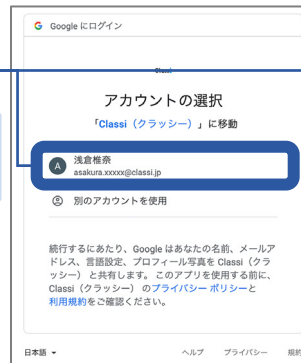 Google にログイン
アカウントの選択
「Classi（クラッシー）」に移動
A
浅倉椎奈
asakura.xxxxx@classi.jp
別のアカウントを使用
続行するにあたり、Google はあなたの名前、メールア
ドレス、言語設定、プロフィール写真を Classi（クラ
ッシー） と共有します。このアプリを使用する前に、
Classi（クラッシー） のプライバシー ポリシーと
利用規約をご確認ください。
日本語
ヘルプ プライバシー 規約